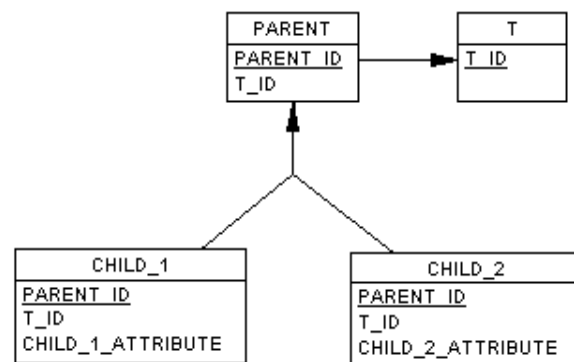 PARENT
PARENT_ID
T_ID
T
T_ID
CHILD_1
PARENT_ID
T_ID
CHILD_1_ATTRIBUTE
CHILD_2
PARENT_ID
T_ID
CHILD_2_ATTRIBUTE